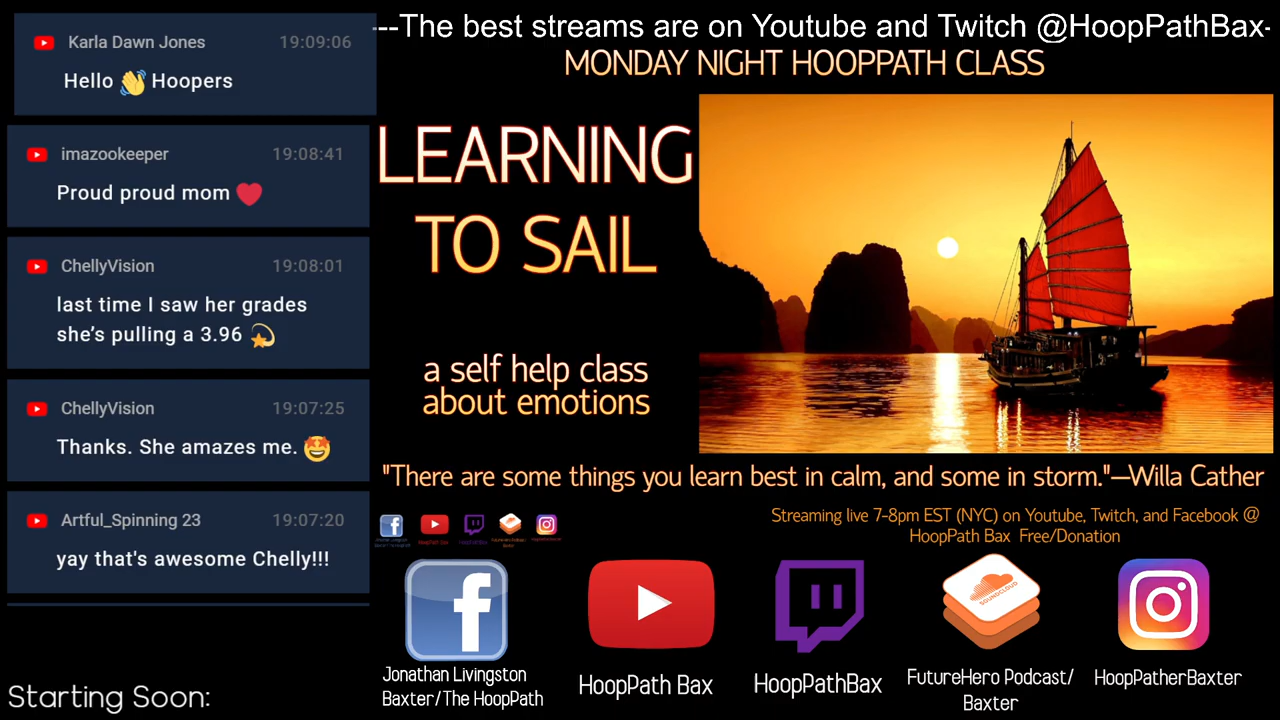 ---The best streams are on Youtube and Twitch @HoopPathBax-
MONDAY NIGHT HOOPPATH CLASS
Karla Dawn Jones 19:09:06
Hello 👋 Hoopers
imazookeeper 19:08:41
Proud proud mom ❤️
ChellyVision 19:08:01
last time I saw her grades
she's pulling a 3.96 💫
ChellyVision 19:07:25
Thanks. She amazes me. 🤩
Artful_Spinning 23 19:07:20
yay that's awesome Chelly!!!
Starting Soon:
LEARNING
TO SAIL
a self help class
about emotions
"There are some things you learn best in calm, and some in storm."—Willa Cather
Streaming live 7-8pm EST (NYC) on Youtube, Twitch, and Facebook @
HoopPath Bax Free/Donation
SOUNDCLOUD
Jonathan Livingston
Baxter/The HoopPath
HoopPath Bax
HoopPathBax
FutureHero Podcast/
Baxter
HoopPatherBaxter